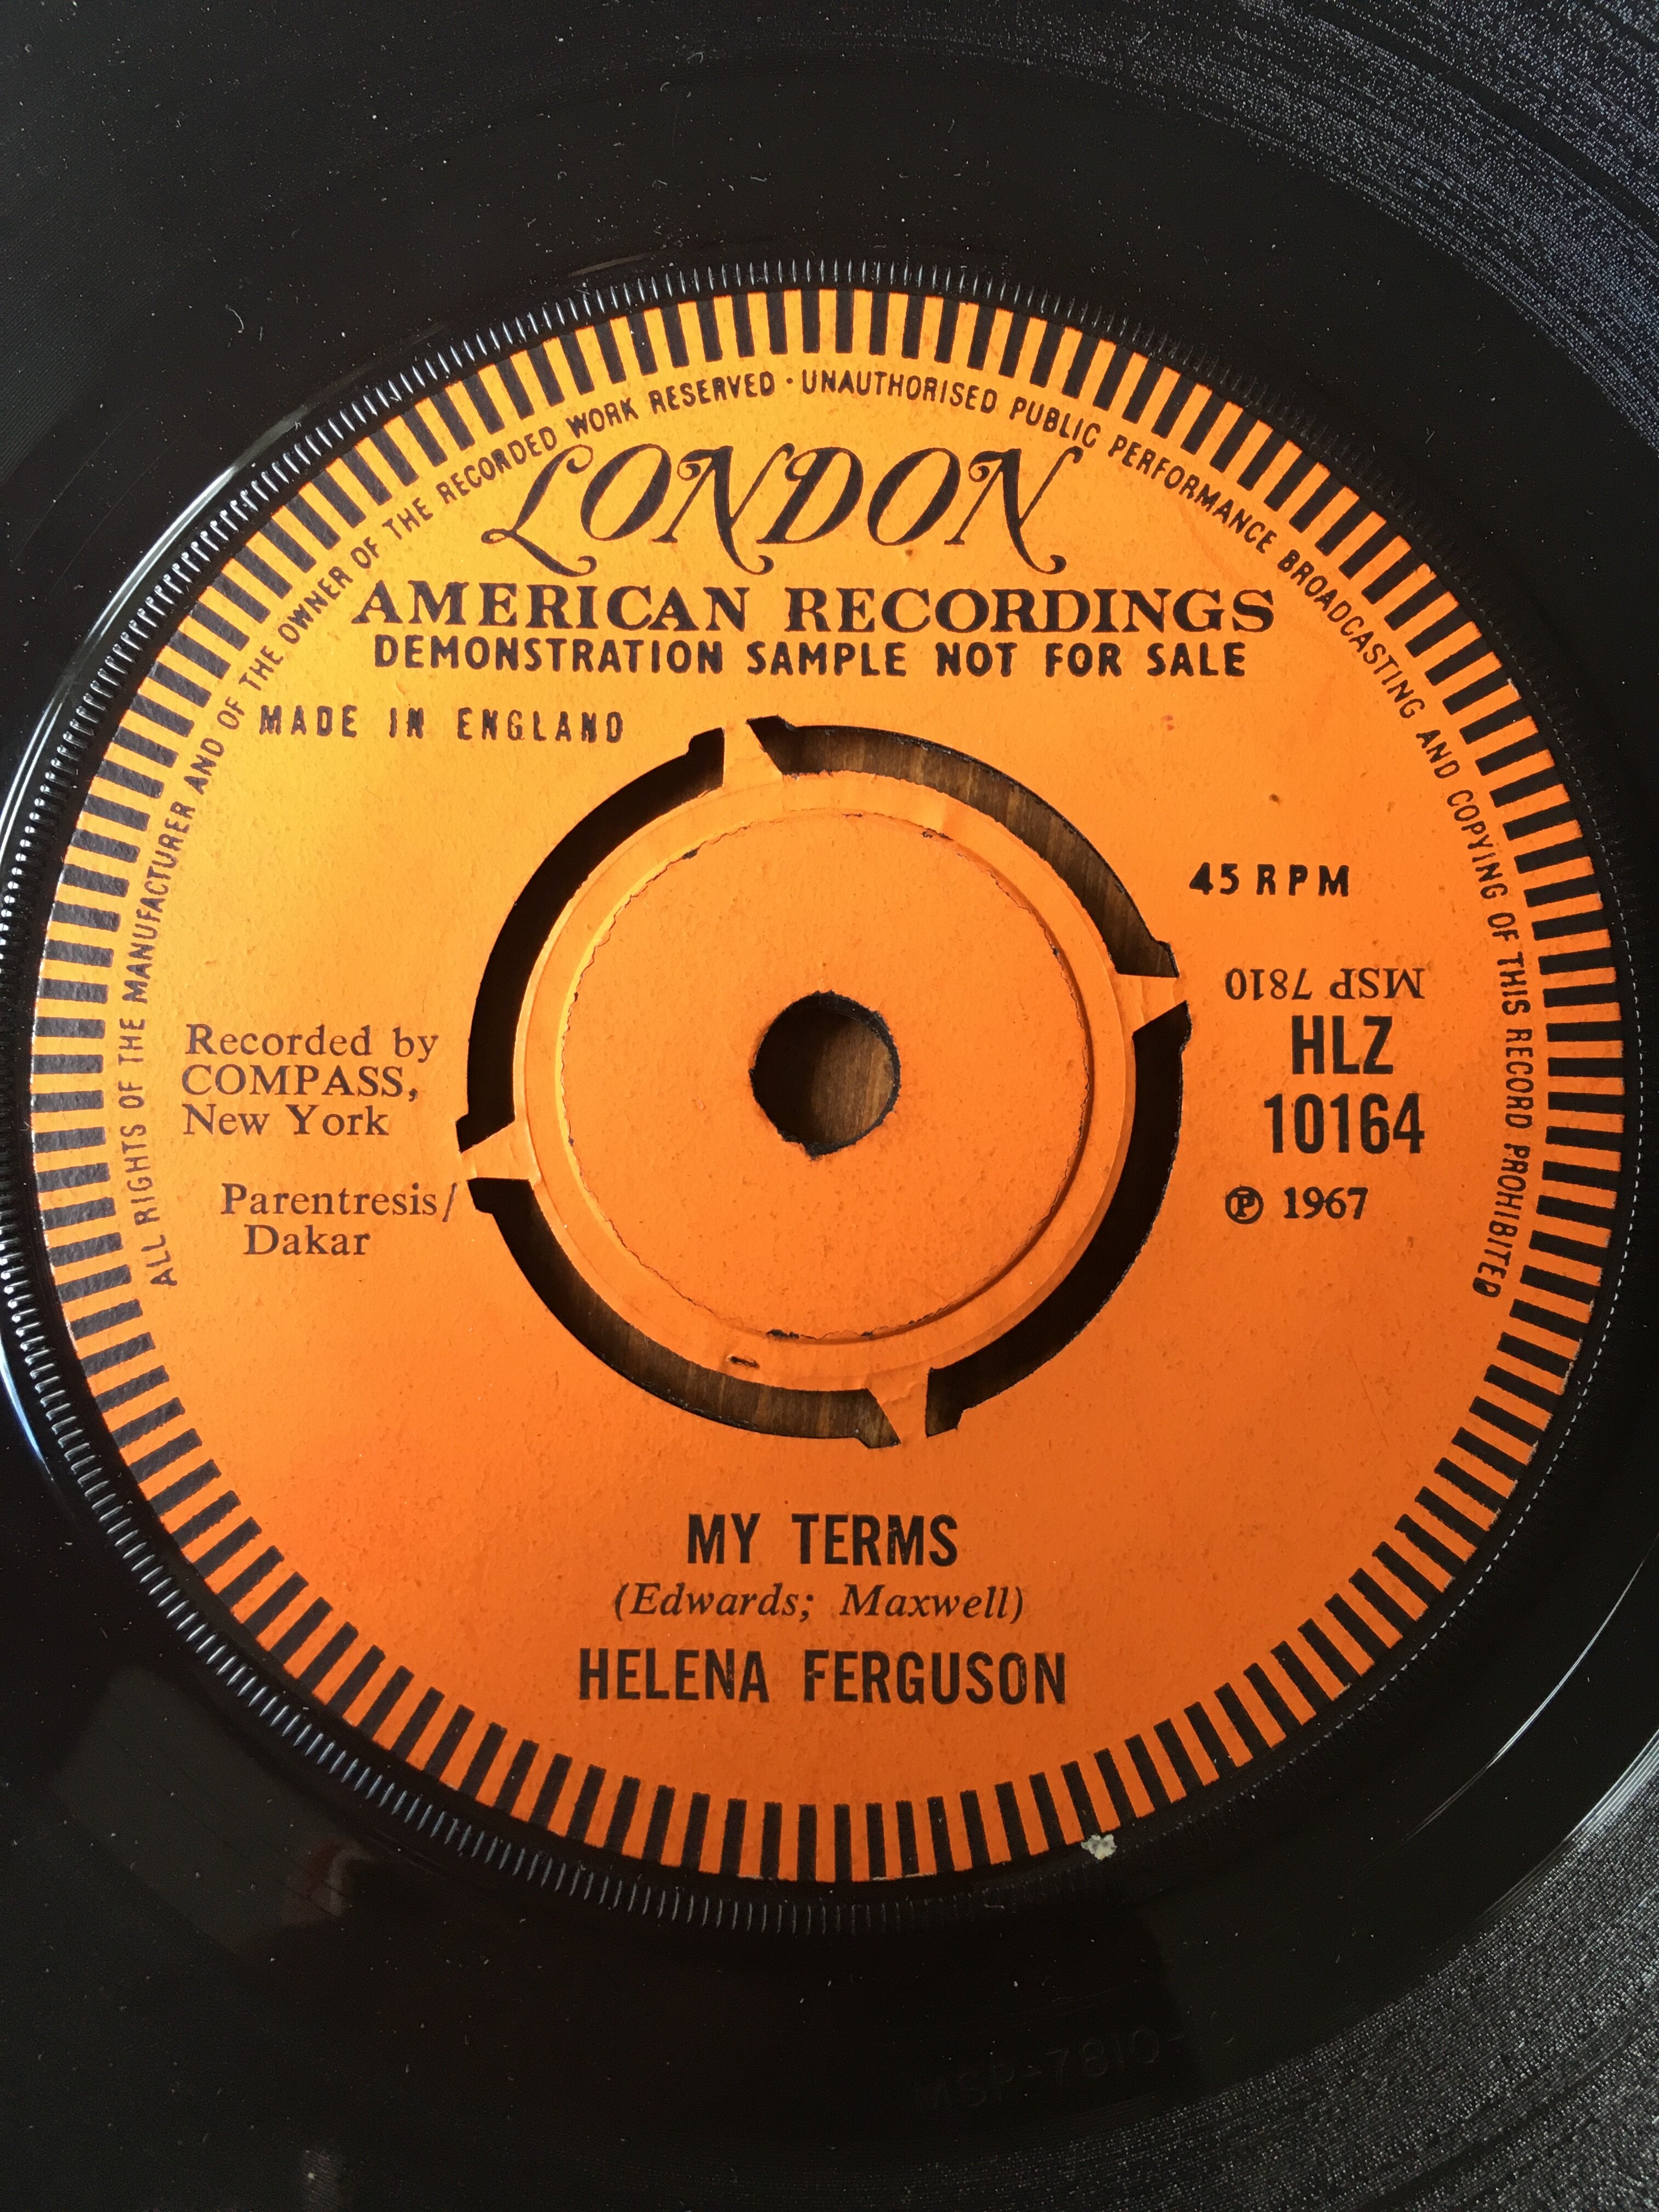 ALL RIGHTS OF THE MANUFACTURER AND OF THE OWNER OF THE RECORDED WORK RESERVED · UNAUTHORISED PUBLIC PERFORMANCE BROADCASTING AND COPYING OF THIS RECORD PROHIBITED
LONDON
AMERICAN RECORDINGS
DEMONSTRATION SAMPLE NOT FOR SALE
MADE IN ENGLAND
45 RPM
MSP 7810
HLZ
10164
Ⓟ 1967
Recorded by
COMPASS,
New York
Parentresis/
Dakar
MY TERMS
(Edwards; Maxwell)
HELENA FERGUSON
MSP-7810-